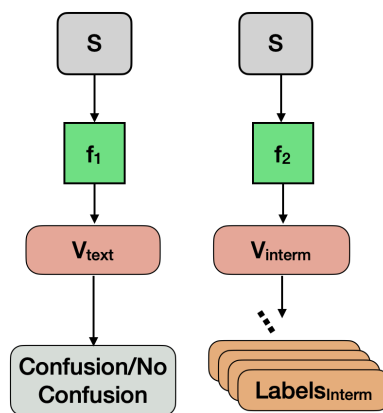 S
S
f1
f2
Vtext
Vinterm
Confusion/No
Confusion
LabelsInterm